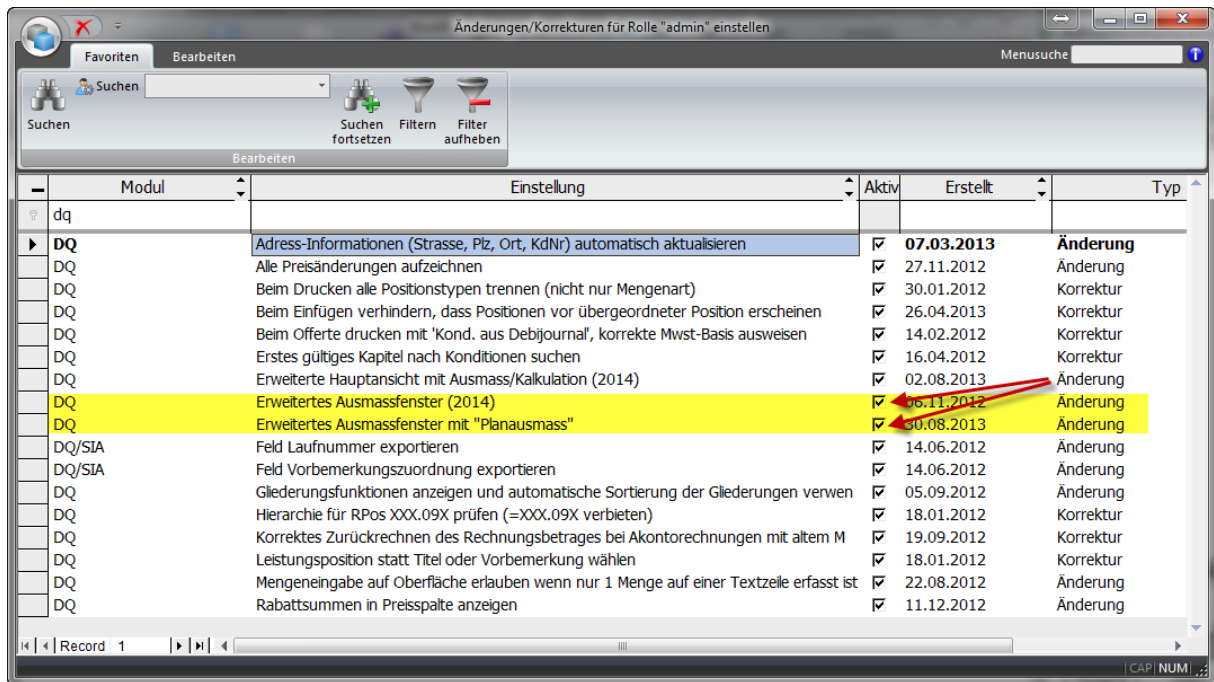 Änderungen/Korrekturen für Rolle "admin" einstellen
Favoriten Bearbeiten Menusuche
Suchen
Suchen Suchen fortsetzen Filtern Filter aufheben
Bearbeiten
Modul Einstellung Aktiv Erstellt Typ
dq
DQ Adress-Informationen (Strasse, Plz, Ort, KdNr) automatisch aktualisieren 07.03.2013 Änderung
DQ Alle Preisänderungen aufzeichnen 27.11.2012 Änderung
DQ Beim Drucken alle Positionstypen trennen (nicht nur Mengenart) 30.01.2012 Korrektur
DQ Beim Einfügen verhindern, dass Positionen vor übergeordneter Position erscheinen 26.04.2013 Korrektur
DQ Beim Offerte drucken mit 'Kond. aus Debijournal', korrekte Mwst-Basis ausweisen 14.02.2012 Korrektur
DQ Erstes gültiges Kapitel nach Konditionen suchen 16.04.2012 Korrektur
DQ Erweiterte Hauptansicht mit Ausmass/Kalkulation (2014) 02.08.2013 Änderung
DQ Erweitertes Ausmassfenster (2014) 06.11.2012 Änderung
DQ Erweitertes Ausmassfenster mit "Planausmass" 30.08.2013 Änderung
DQ/SIA Feld Laufnummer exportieren 14.06.2012 Änderung
DQ/SIA Feld Vorbemerkungszuordnung exportieren 14.06.2012 Änderung
DQ Gliederungsfunktionen anzeigen und automatische Sortierung der Gliederungen verwen 05.09.2012 Änderung
DQ Hierarchie für RPos XXX.09X prüfen (=XXX.09X verbieten) 18.01.2012 Korrektur
DQ Korrektes Zurückrechnen des Rechnungsbetrages bei Akontorechnungen mit altem M 19.09.2012 Korrektur
DQ Leistungsposition statt Titel oder Vorbemerkung wählen 18.01.2012 Korrektur
DQ Mengeneingabe auf Oberfläche erlauben wenn nur 1 Menge auf einer Textzeile erfasst ist 22.08.2012 Änderung
DQ Rabattsummen in Preisspalte anzeigen 11.12.2012 Änderung
Record 1
CAP NUM